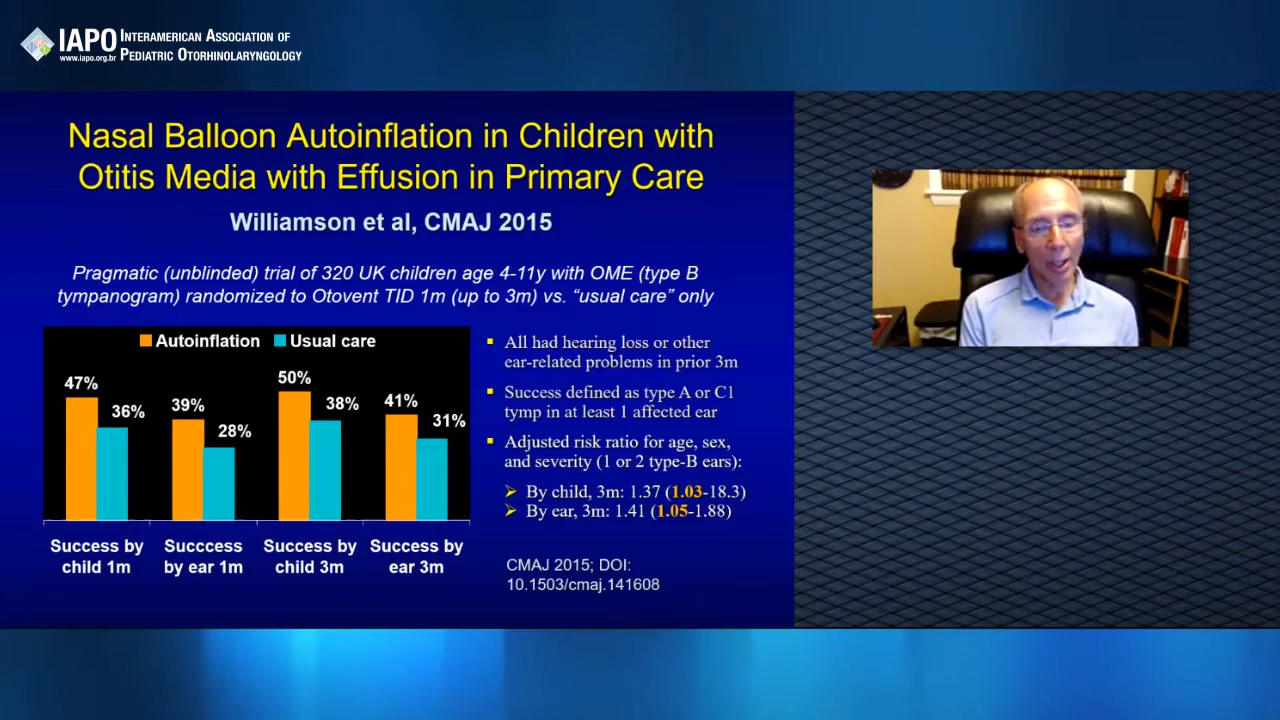 IAPO INTERAMERICAN ASSOCIATION OF
www.iapo.org.br PEDIATRIC OTORHINOLARYNGOLOGY
Nasal Balloon Autoinflation in Children with
Otitis Media with Effusion in Primary Care
Williamson et al, CMAJ 2015
Pragmatic (unblinded) trial of 320 UK children age 4-11y with OME (type B
tympanogram) randomized to Otovent TID 1m (up to 3m) vs. “usual care” only
Autoinflation Usual care
47%
36%
39%
28%
50%
38%
41%
31%
Success by
child 1m
Succcess
by ear 1m
Success by
child 3m
Success by
ear 3m
All had hearing loss or other
ear-related problems in prior 3m
Success defined as type A or C1
tymp in at least 1 affected ear
Adjusted risk ratio for age, sex,
and severity (1 or 2 type-B ears):
By child, 3m: 1.37 (1.03-18.3)
By ear, 3m: 1.41 (1.05-1.88)
CMAJ 2015; DOI:
10.1503/cmaj.141608